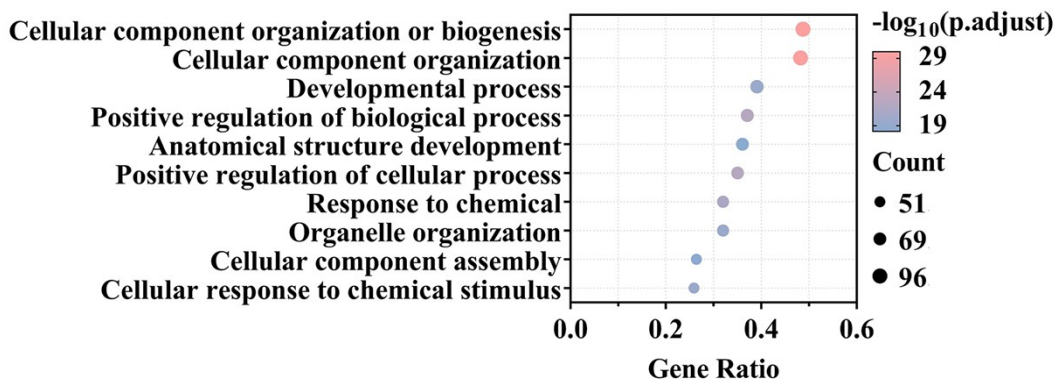 Cellular component organization or biogenesis
Cellular component organization
Developmental process
Positive regulation of biological process
Anatomical structure development
Positive regulation of cellular process
Response to chemical
Organelle organization
Cellular component assembly
Cellular response to chemical stimulus
0.0 0.2 0.4 0.6
Gene Ratio
-log₁₀(p.adjust)
29
24
19
Count
51
69
96